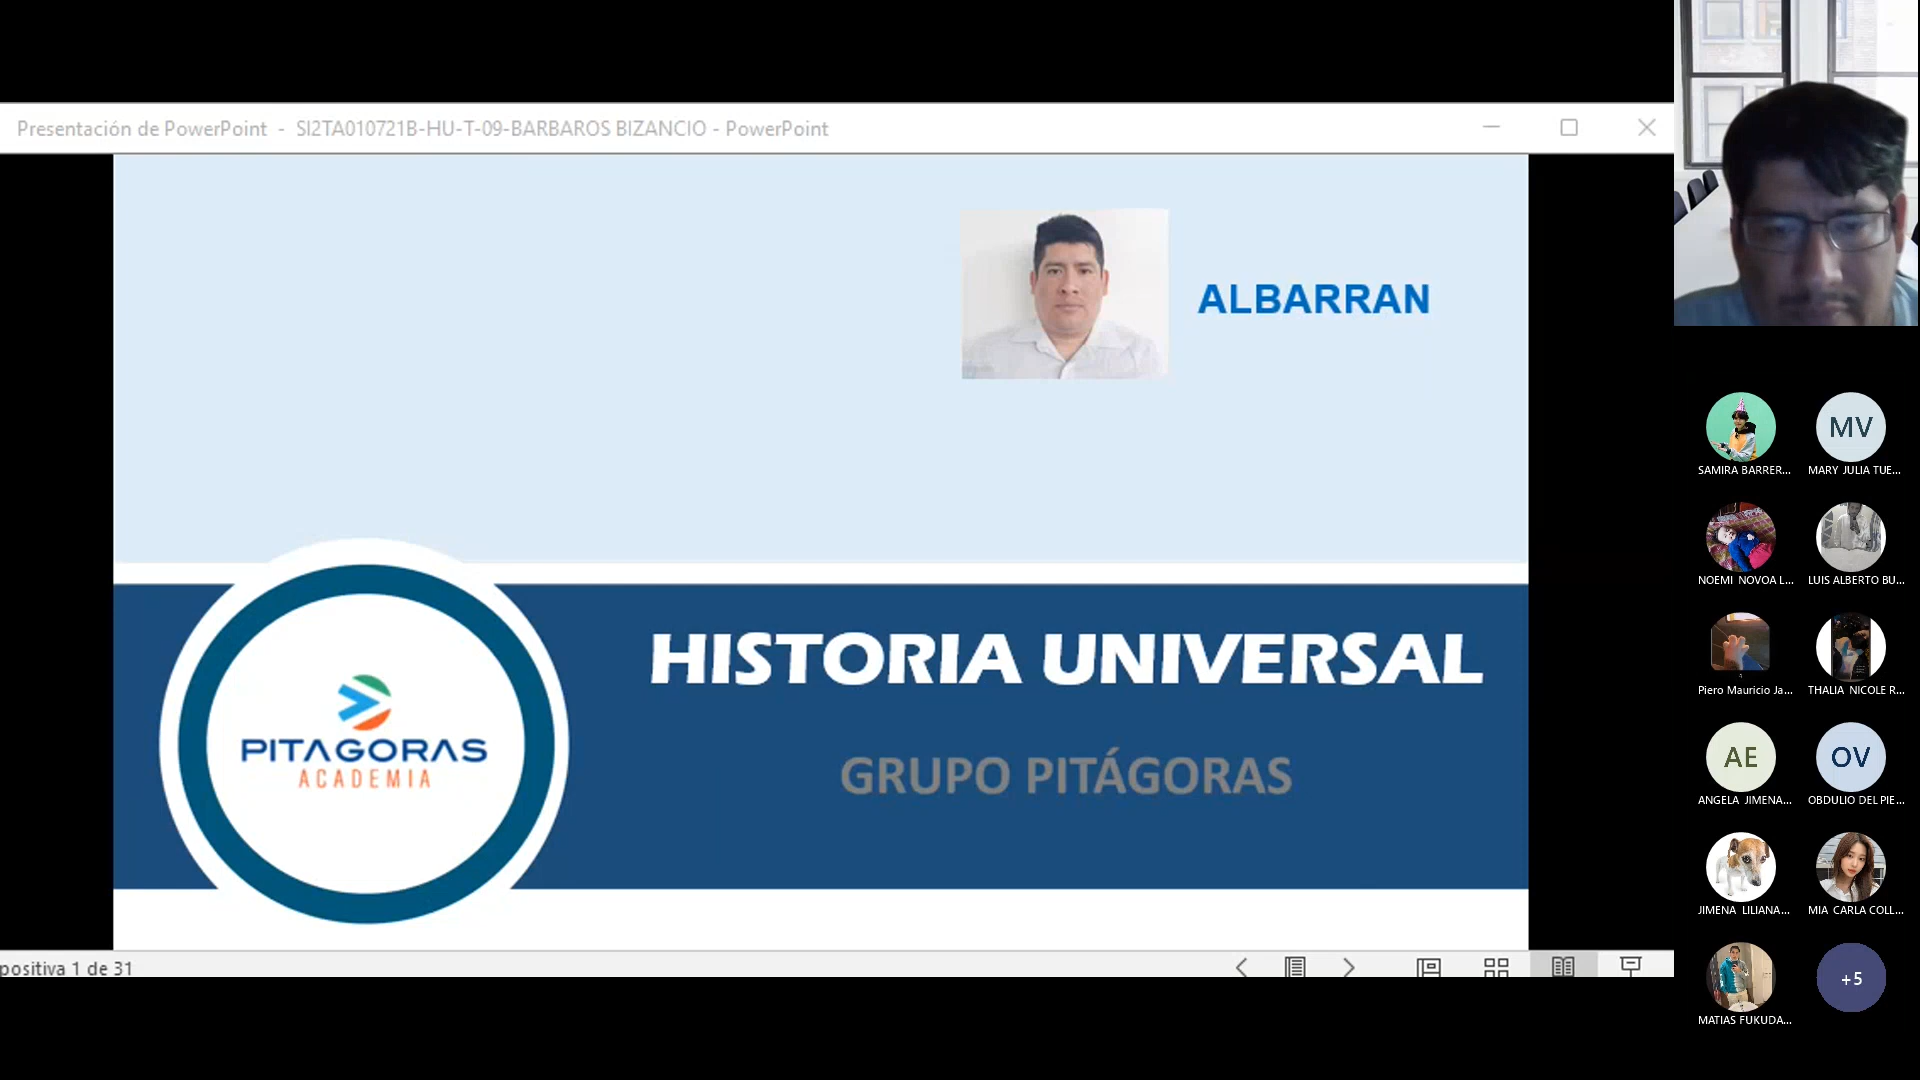 Presentación de PowerPoint - SI2TA010721B-HU-T-09-BARBAROS BIZANCIO - PowerPoint
ALBARRAN
HISTORIA UNIVERSAL
GRUPO PITÁGORAS
PITAGORAS
ACADEMIA
positiva 1 de 31
SAMIRA BARRER...
MV
MARY JULIA TUE...
NOEMI NOVOA L...
LUIS ALBERTO BU...
Piero Mauricio Ja...
THALIA NICOLE R...
AE
ANGELA JIMENA...
OV
OBDULIO DEL PIE...
JIMENA LILIANA...
MIA CARLA COLL...
MATIAS FUKUDA...
+5